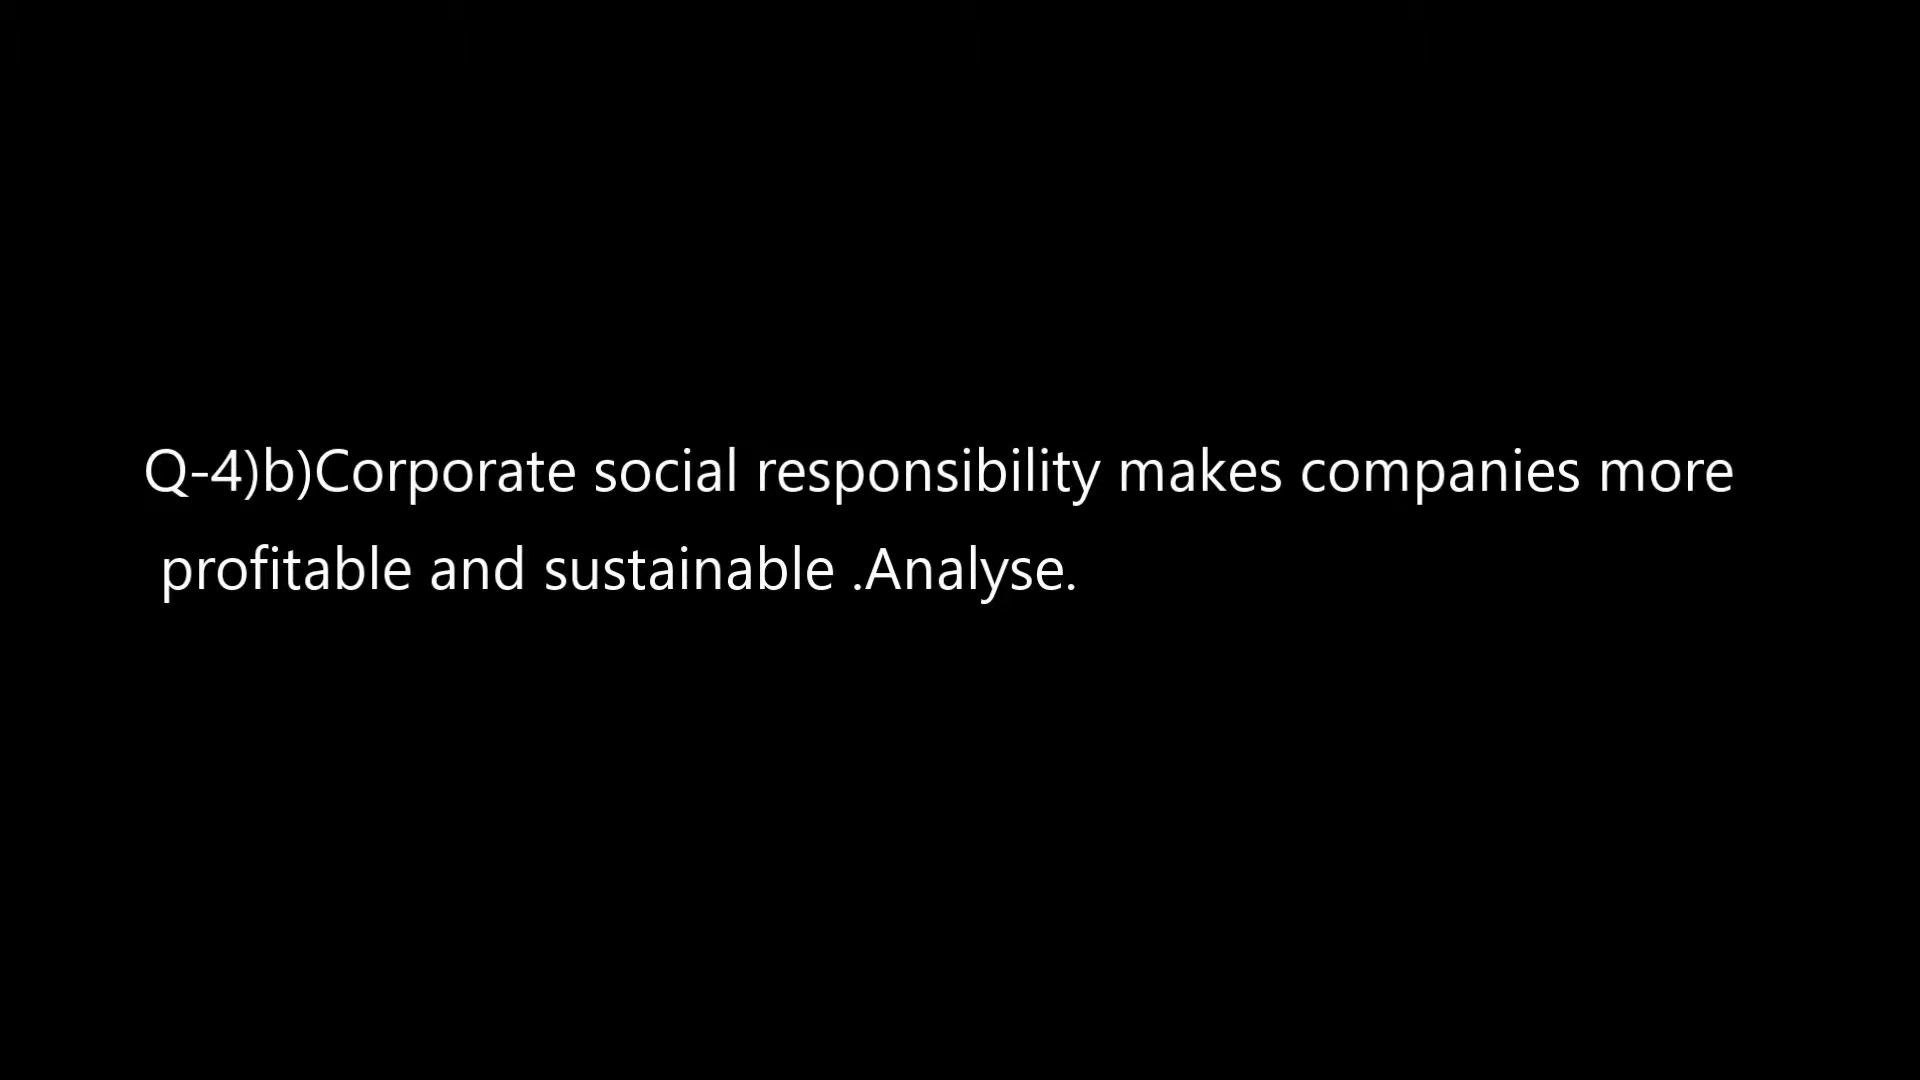 Q-4)b)Corporate social responsibility makes companies more
profitable and sustainable .Analyse.